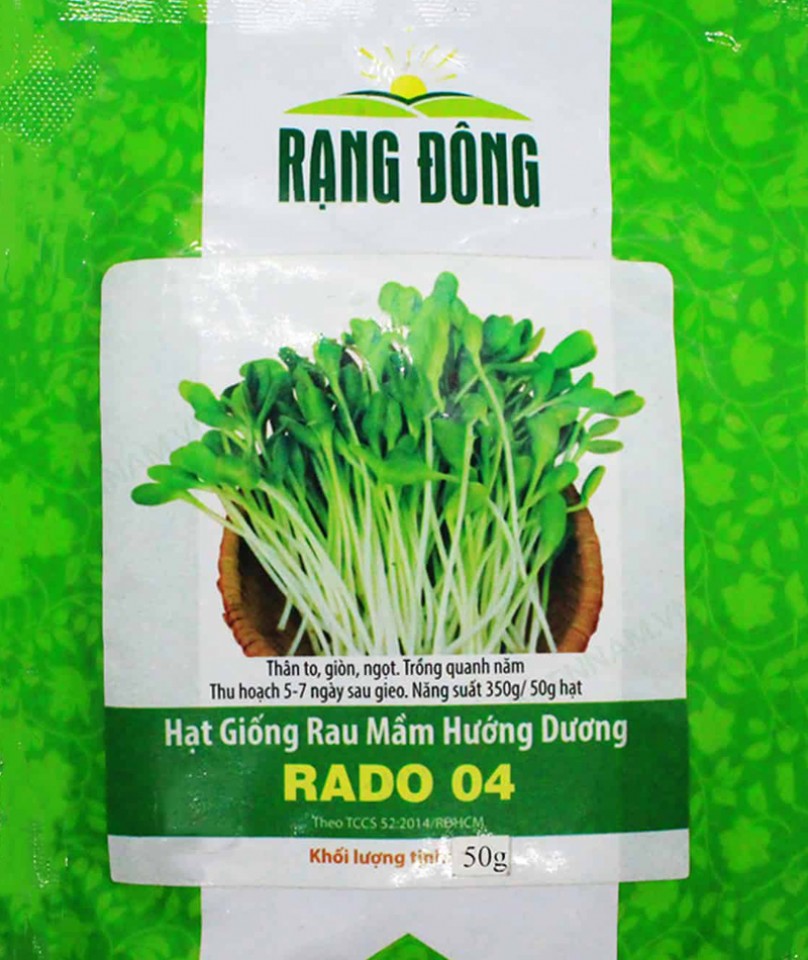 RẠNG ĐÔNG
Thân to, giòn, ngọt. Trồng quanh năm
Thu hoạch 5-7 ngày sau gieo. Năng suất 350g/ 50g hạt
Hạt Giống Rau Mầm Hướng Dương
RADO 04
Theo TCCS 52:2014/RĐHCM
Khối lượng tịnh: 50g